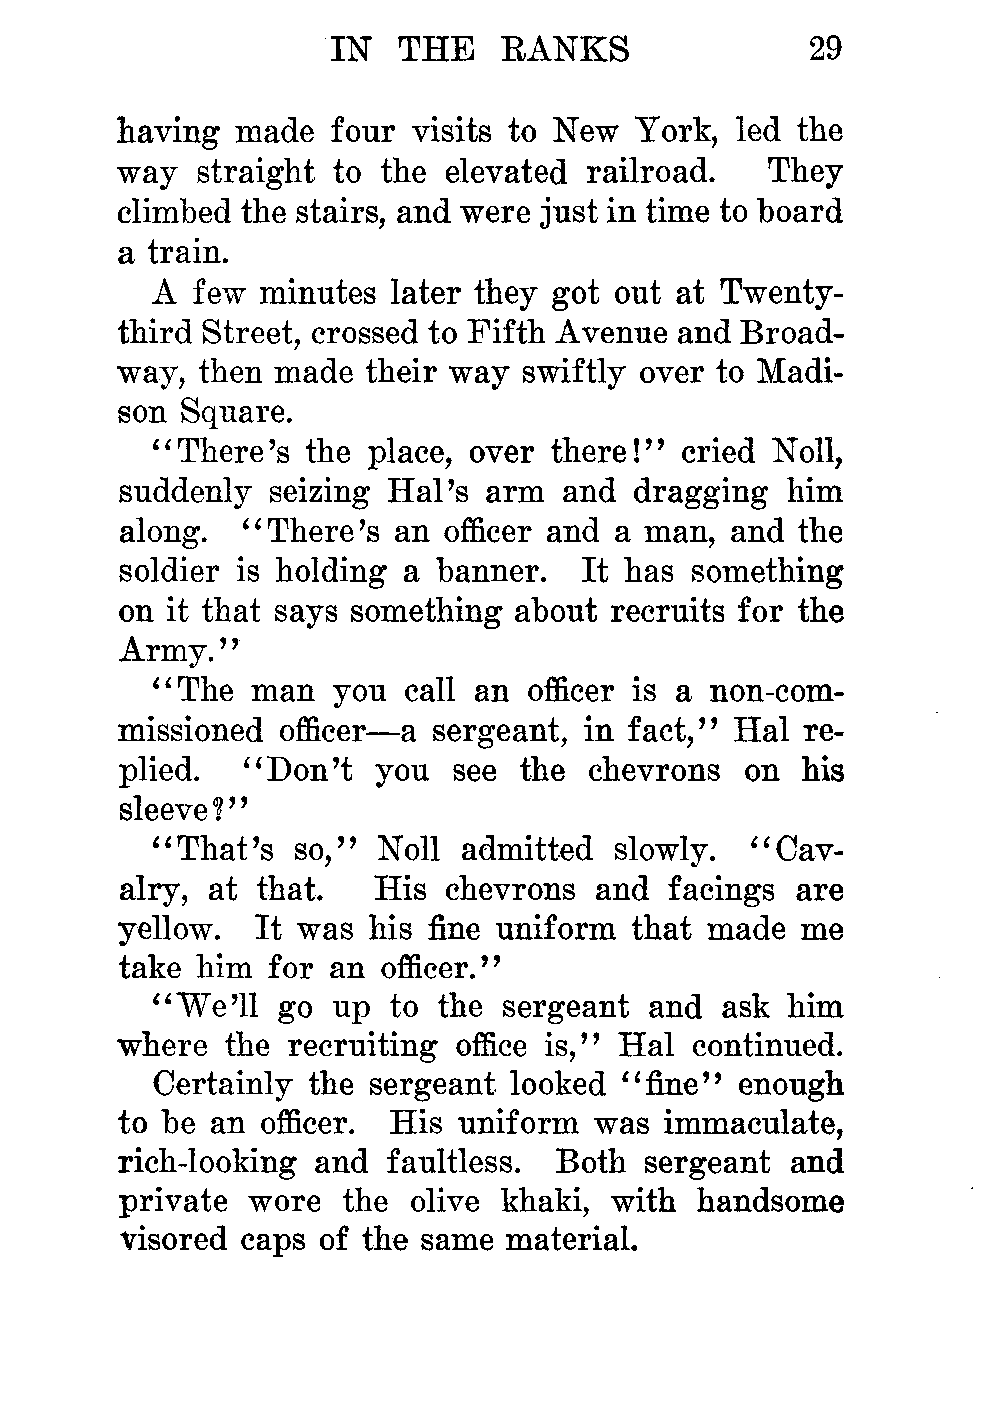 IN THE RANKS 29
having made four visits to New York, led the
way straight to the elevated railroad. They
climbed the stairs, and were just in time to board
a train.
A few minutes later they got out at Twenty-
third Street, crossed to Fifth Avenue and Broad-
way, then made their way swiftly over to Madi-
son Square.
"There's the place, over there!" cried Noll,
suddenly seizing Hal's arm and dragging him
along. "There's an officer and a man, and the
soldier is holding a banner. It has something
on it that says something about recruits for the
Army."
"The man you call an officer is a non-com-
missioned officer—a sergeant, in fact," Hal re-
plied. "Don't you see the chevrons on his
sleeve?"
"That's so," Noll admitted slowly. "Cav-
alry, at that. His chevrons and facings are
yellow. It was his fine uniform that made me
take him for an officer."
"We'll go up to the sergeant and ask him
where the recruiting office is," Hal continued.
Certainly the sergeant looked "fine" enough
to be an officer. His uniform was immaculate,
rich-looking and faultless. Both sergeant and
private wore the olive khaki, with handsome
visored caps of the same material.